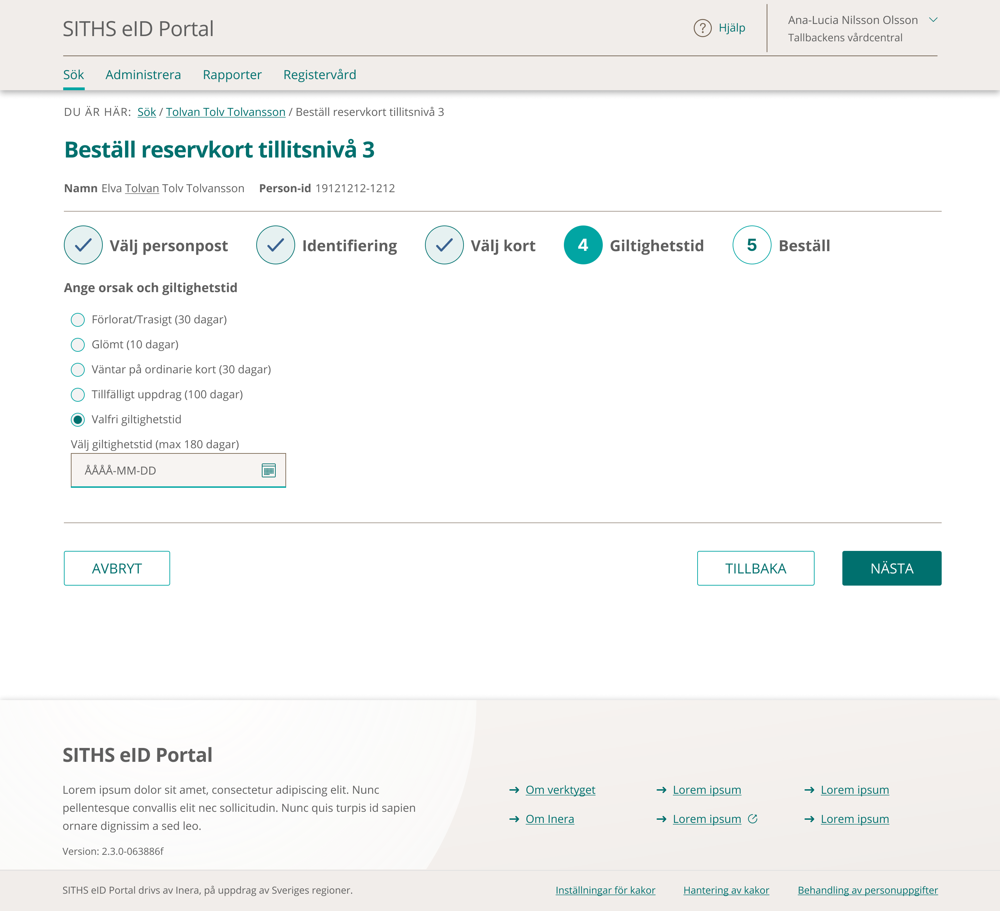 SITHS eID Portal
? Hjälp
Ana-Lucia Nilsson Olsson
Tallbackens vårdcentral
Sök Administrera Rapporter Registervård
DU ÄR HÄR: Sök / Tolvan Tolv Tolvansson / Beställ reservkort tillitsnivå 3
Beställ reservkort tillitsnivå 3
Namn Elva Tolvan Tolv Tolvansson Person-id 19121212-1212
Välj personpost Identifiering Välj kort 4 Giltighetstid 5 Beställ
Ange orsak och giltighetstid
Förlorat/Trasigt (30 dagar)
Glömt (10 dagar)
Väntar på ordinarie kort (30 dagar)
Tillfälligt uppdrag (100 dagar)
Valfri giltighetstid
Välj giltighetstid (max 180 dagar)
ÅÅÅÅ-MM-DD
AVBRYT TILLBAKA NÄSTA
SITHS eID Portal
Lorem ipsum dolor sit amet, consectetur adipiscing elit. Nunc
pellentesque convallis elit nec sollicitudin. Nunc quis turpis id sapien
ornare dignissim a sed leo.
Version: 2.3.0-063886f
Om verktyget Lorem ipsum Lorem ipsum
Om Inera Lorem ipsum Lorem ipsum
SITHS eID Portal drivs av Inera, på uppdrag av Sveriges regioner.
Inställningar för kakor Hantering av kakor Behandling av personuppgifter